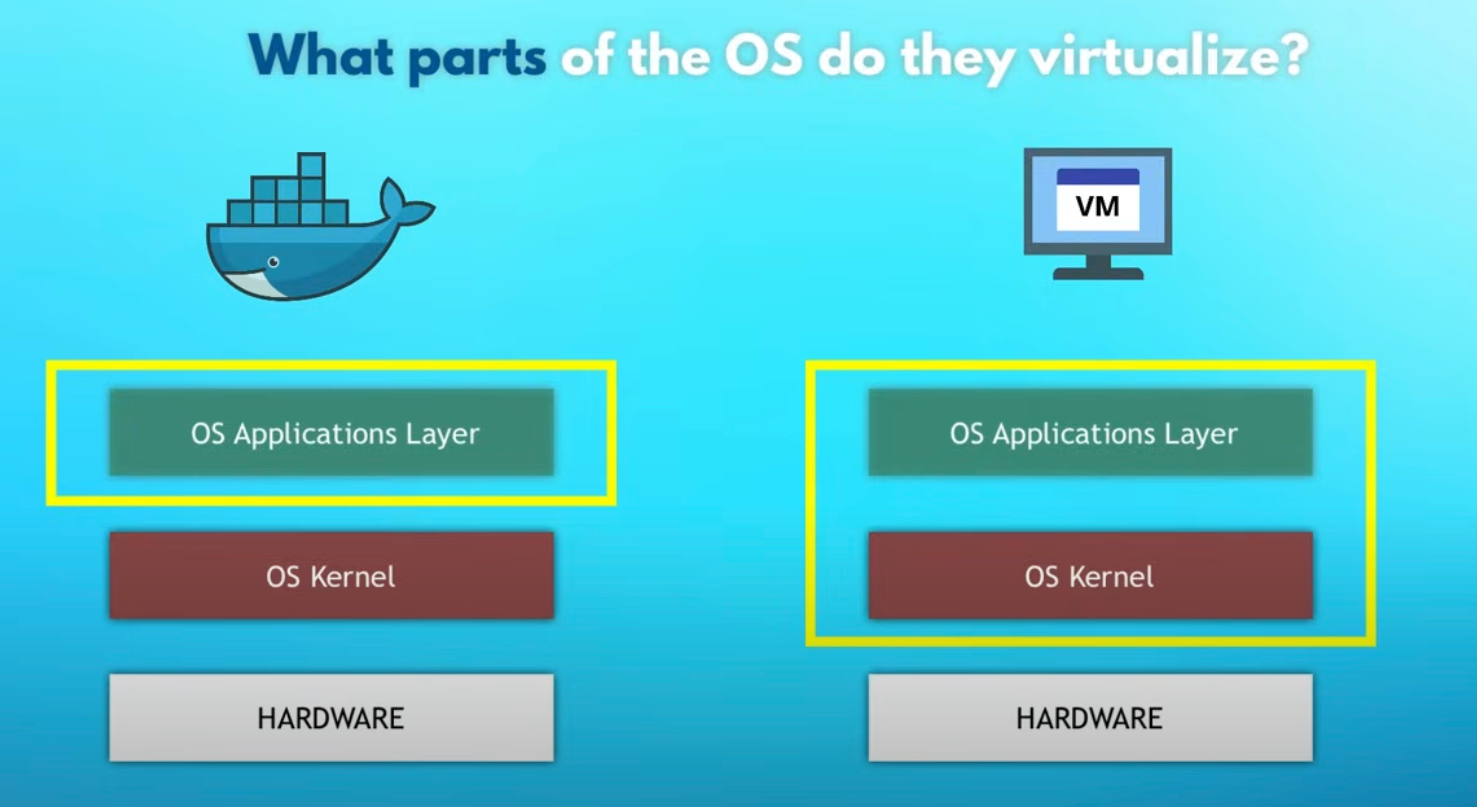 What parts of the OS do they virtualize?
VM
OS Applications Layer
OS Applications Layer
OS Kernel
OS Kernel
HARDWARE
HARDWARE